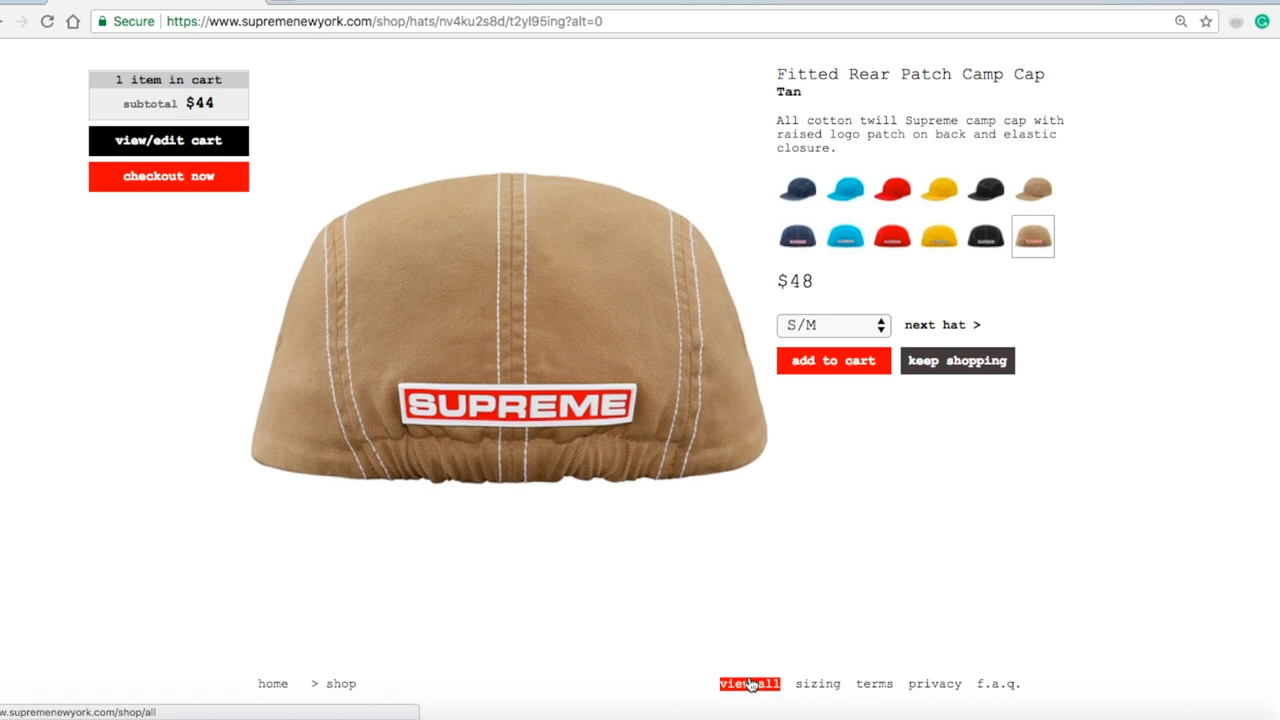 Secure https://www.supremenewyork.com/shop/hats/nv4ku2s8d/t2yl95ing?alt=0
1 item in cart
subtotal $44
view/edit cart
checkout now
Fitted Rear Patch Camp Cap
Tan
All cotton twill Supreme camp cap with
raised logo patch on back and elastic
closure.
$48
S/M next hat >
add to cart keep shopping
SUPREME
home > shop view all sizing terms privacy f.a.q.
w.supremenewyork.com/shop/all